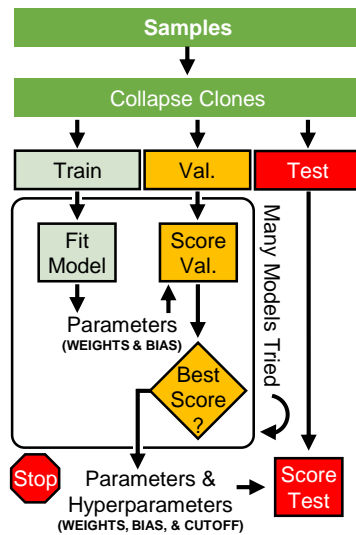 Samples
Collapse Clones
Train
Val.
Test
Fit
Model
Score
Val.
Many Models Tried
Parameters
(WEIGHTS & BIAS)
Best
Score
?
Stop
Parameters &
Hyperparameters
(WEIGHTS, BIAS, & CUTOFF)
Score
Test